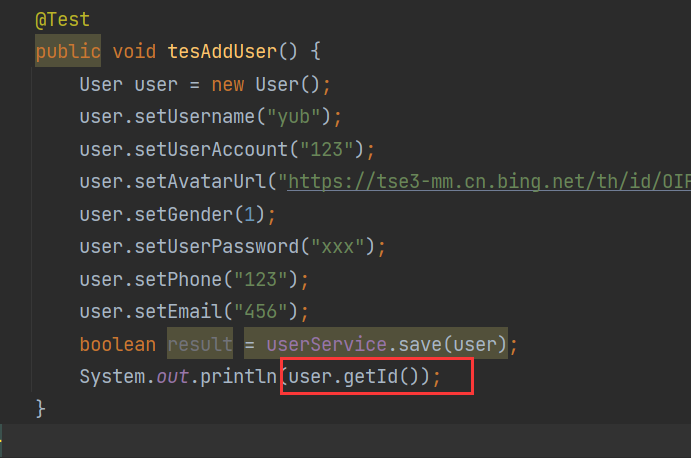 @Test
public void tesAddUser() {
User user = new User();
user.setUsername("yub");
user.setUserAccount("123");
user.setAvatarUrl("https://tse3-mm.cn.bing.net/th/id/OIP
user.setGender(1);
user.setUserPassword("xxx");
user.setPhone("123");
user.setEmail("456");
boolean result = userService.save(user);
System.out.println(user.getId());
}